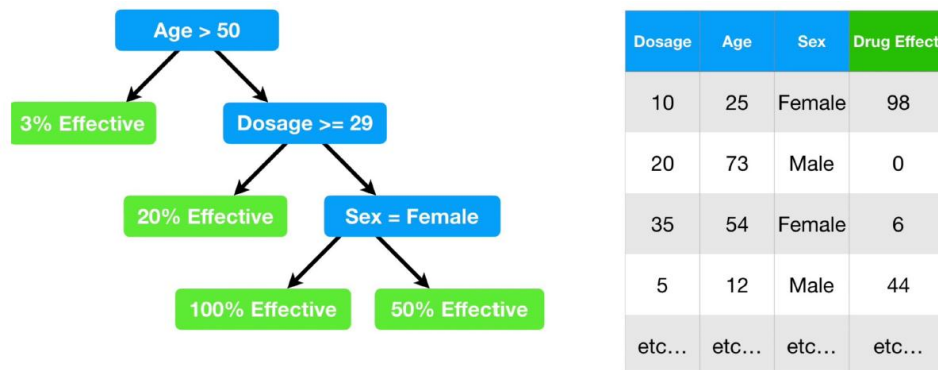 Age > 50
3% Effective
Dosage >= 29
20% Effective
Sex = Female
100% Effective
50% Effective
Dosage Age Sex Drug Effect
10 25 Female 98
20 73 Male 0
35 54 Female 6
5 12 Male 44
etc... etc... etc... etc...